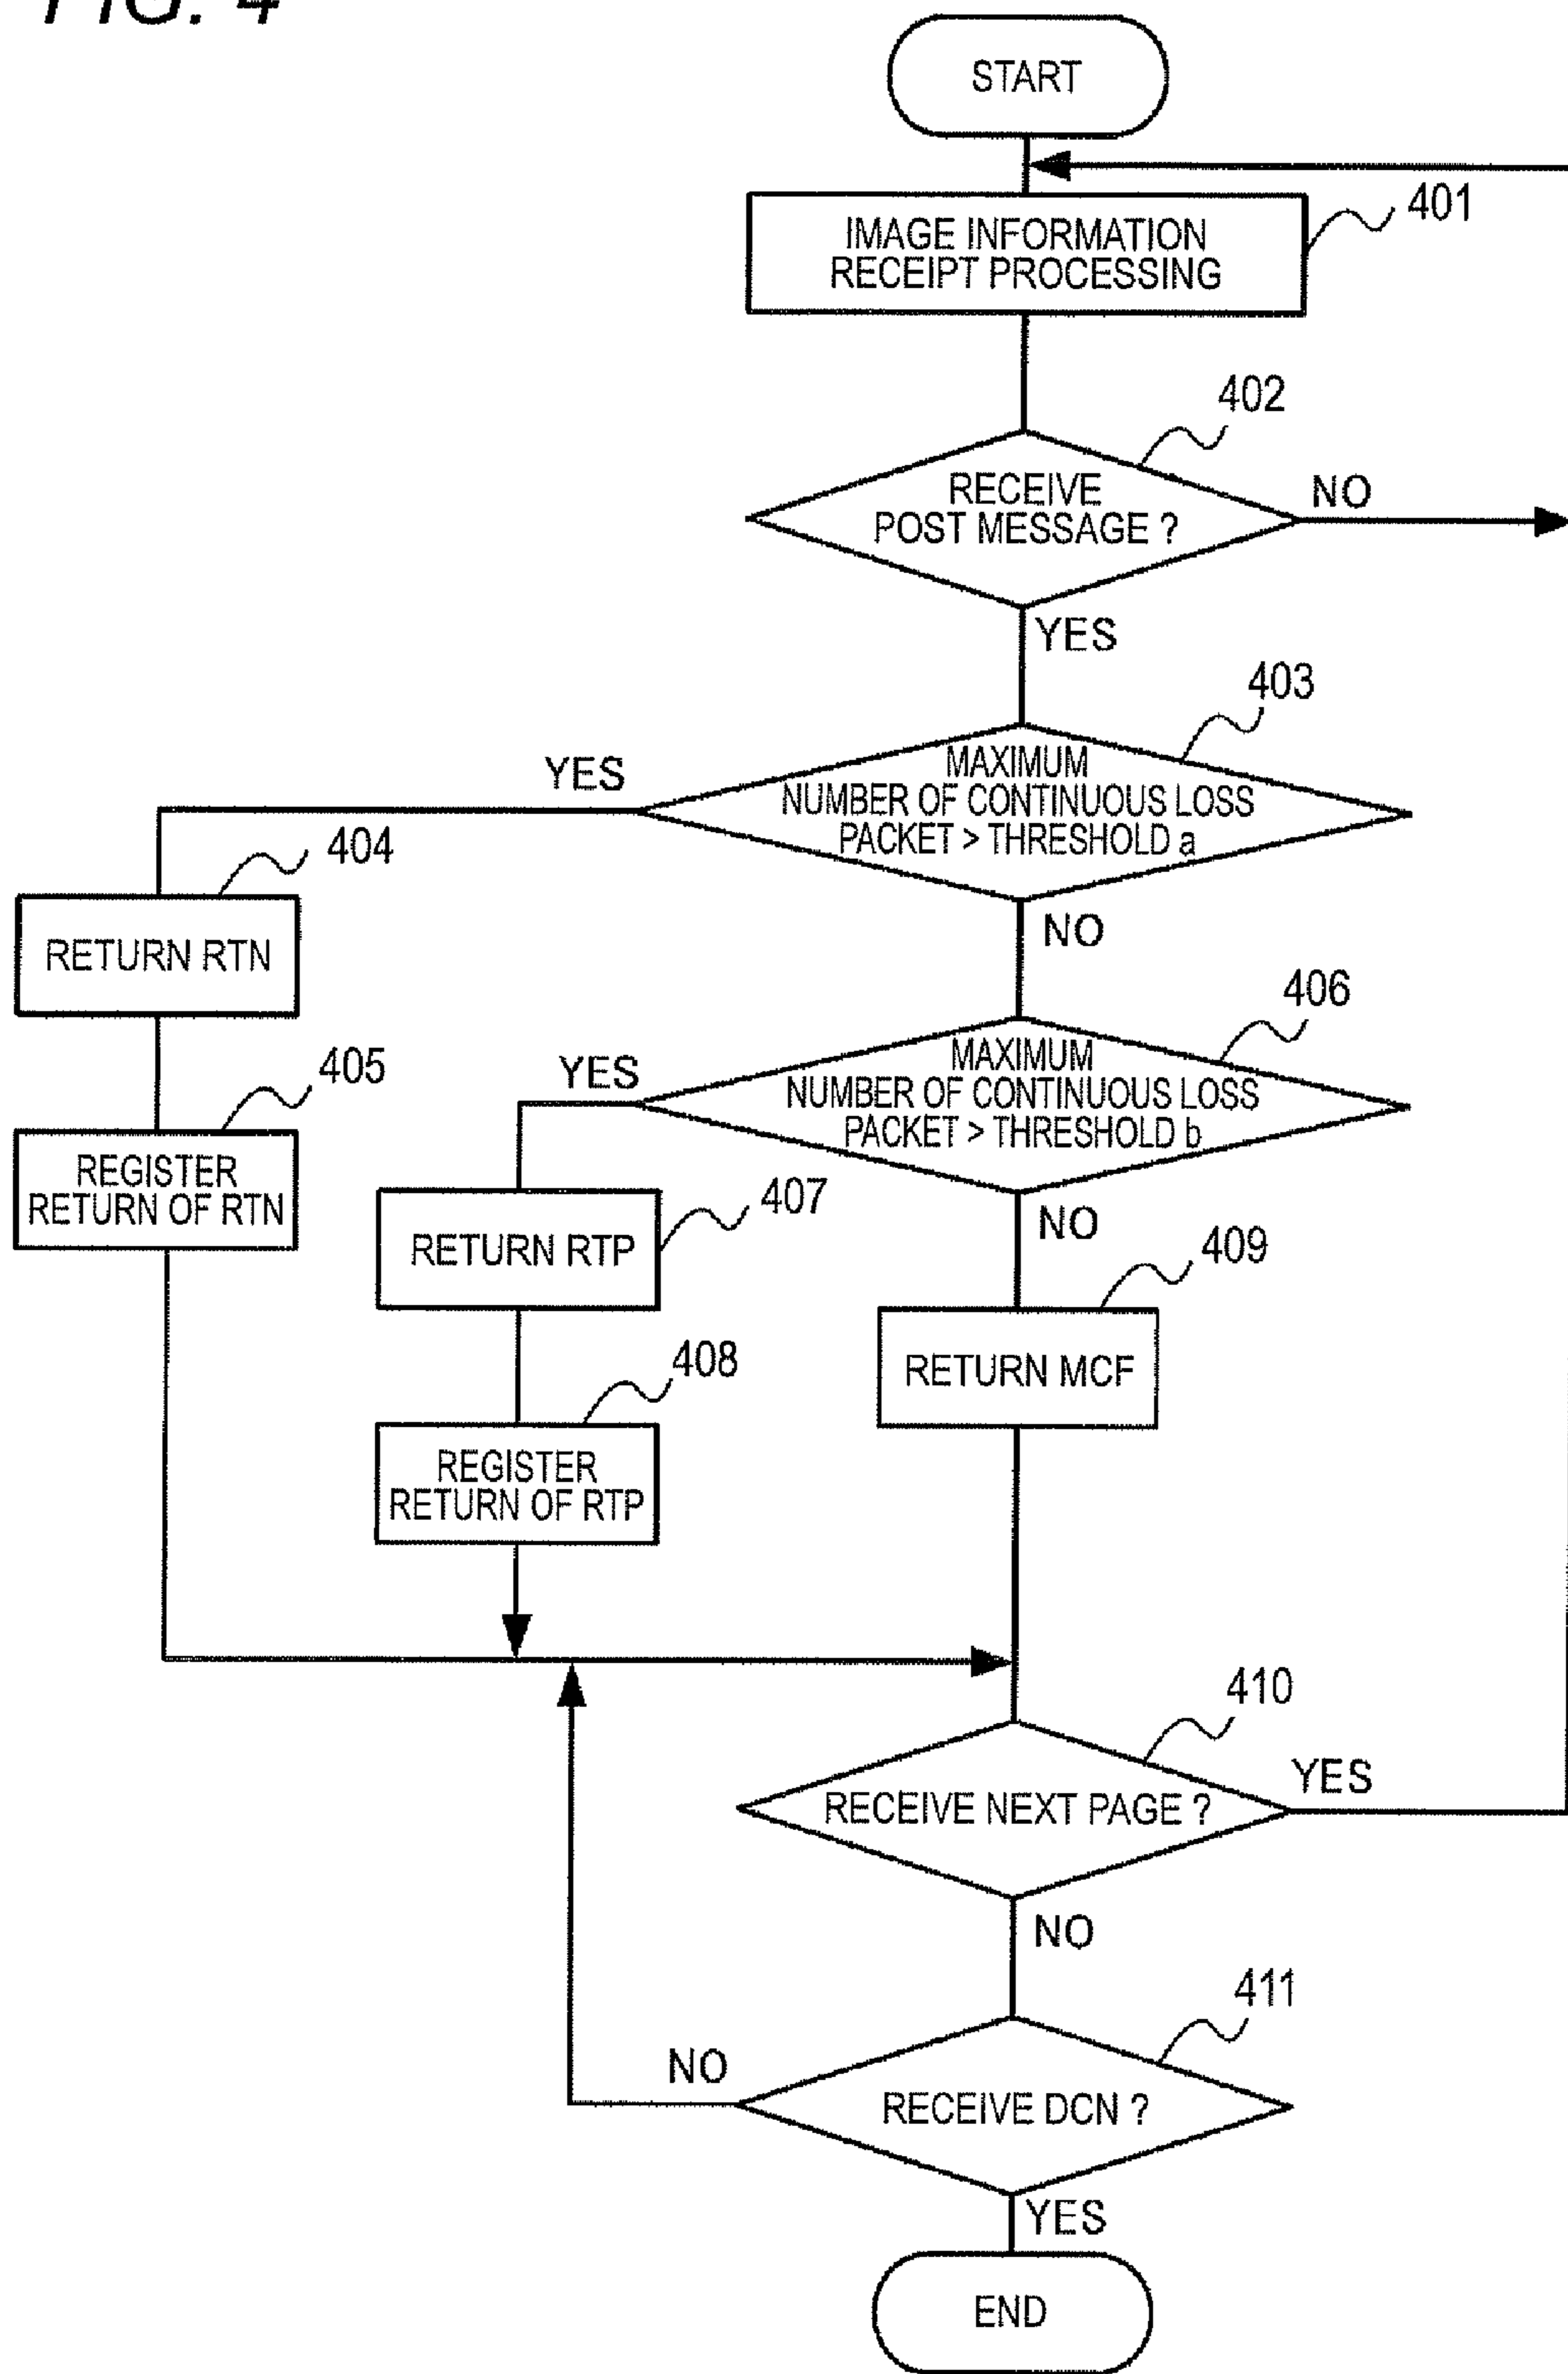 FIG. 4
START
401
IMAGE INFORMATION
RECEIPT PROCESSING
402
RECEIVE
POST MESSAGE ?
NO
YES
403
MAXIMUM
NUMBER OF CONTINUOUS LOSS
PACKET > THRESHOLD a
YES
NO
404
RETURN RTN
405
REGISTER
RETURN OF RTN
406
MAXIMUM
NUMBER OF CONTINUOUS LOSS
PACKET > THRESHOLD b
YES
NO
407
RETURN RTP
408
REGISTER
RETURN OF RTP
409
RETURN MCF
410
RECEIVE NEXT PAGE ?
YES
NO
411
RECEIVE DCN ?
NO
YES
END